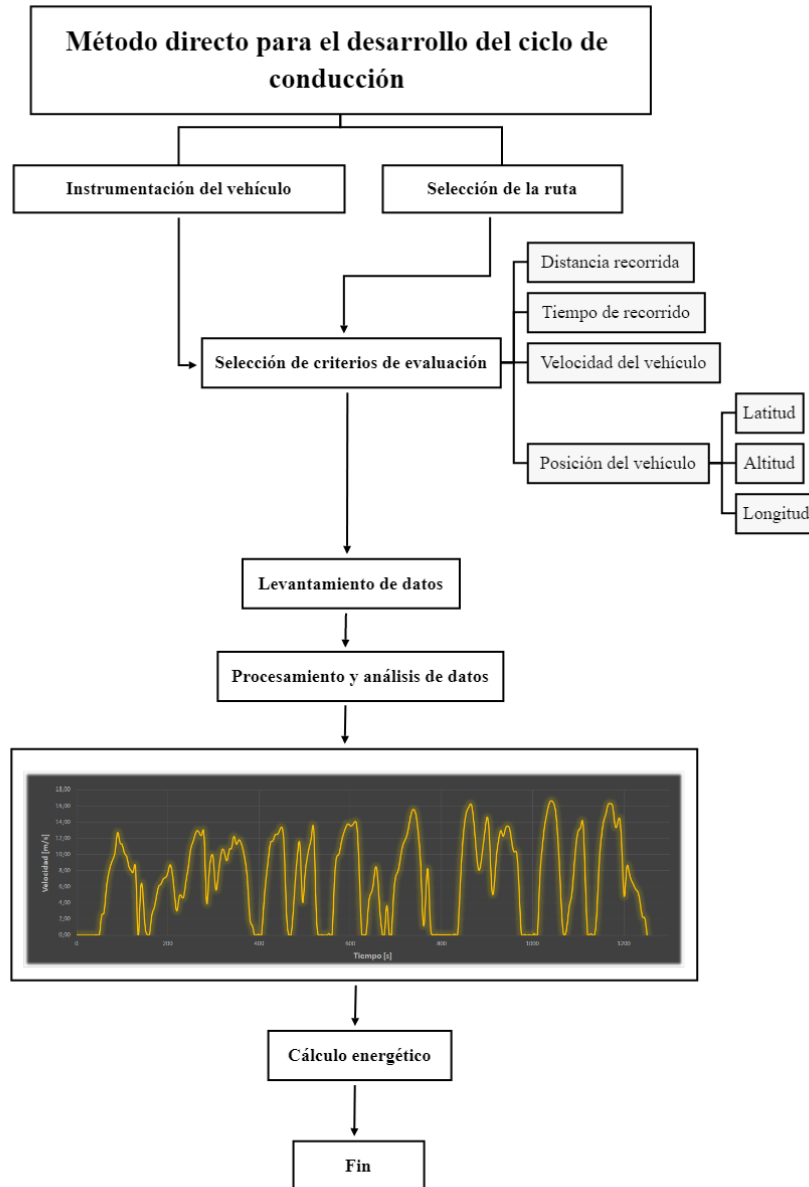 Método directo para el desarrollo del ciclo de
conducción
Instrumentación del vehículo
Selección de la ruta
Distancia recorrida
Tiempo de recorrido
Selección de criterios de evaluación
Velocidad del vehículo
Latitud
Posición del vehículo
Altitud
Longitud
Levantamiento de datos
Procesamiento y análisis de datos
Velocidad [m/s]
18,00
16,00
14,00
12,00
10,00
8,00
6,00
4,00
2,00
0,00
0
200
400
600
800
1000
1200
Tiempo [s]
Cálculo energético
Fin